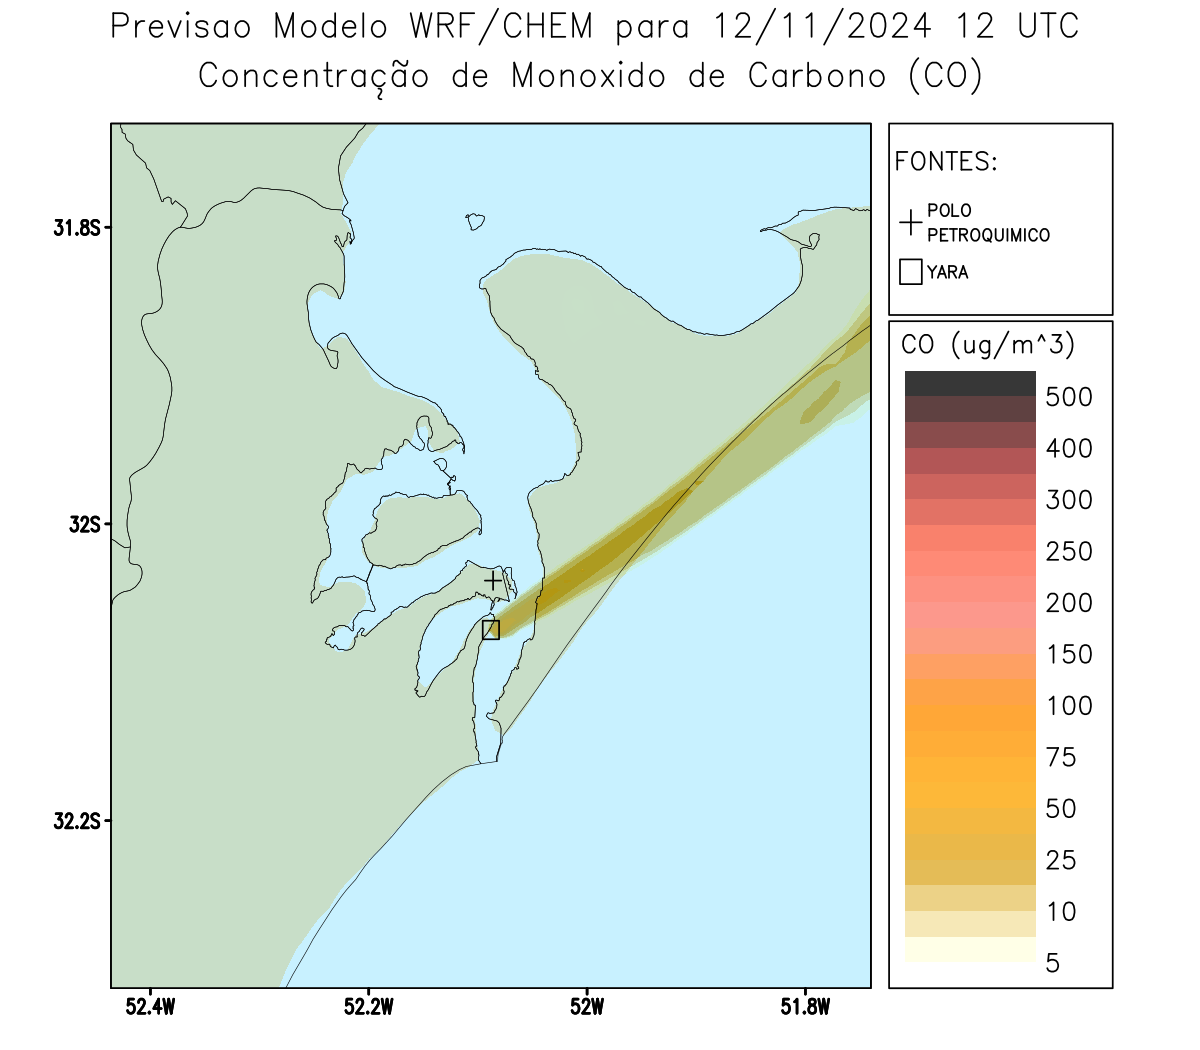 Previsao Modelo WRF/CHEM para 12/11/2024 12 UTC
Concentração de Monoxido de Carbono (CO)
FONTES:
POLO
PETROQUIMICO
YARA
CO (ug/m^3)
500
400
300
250
200
150
100
75
50
25
10
5
31.8S
32S
32.2S
52.4W
52.2W
52W
51.8W